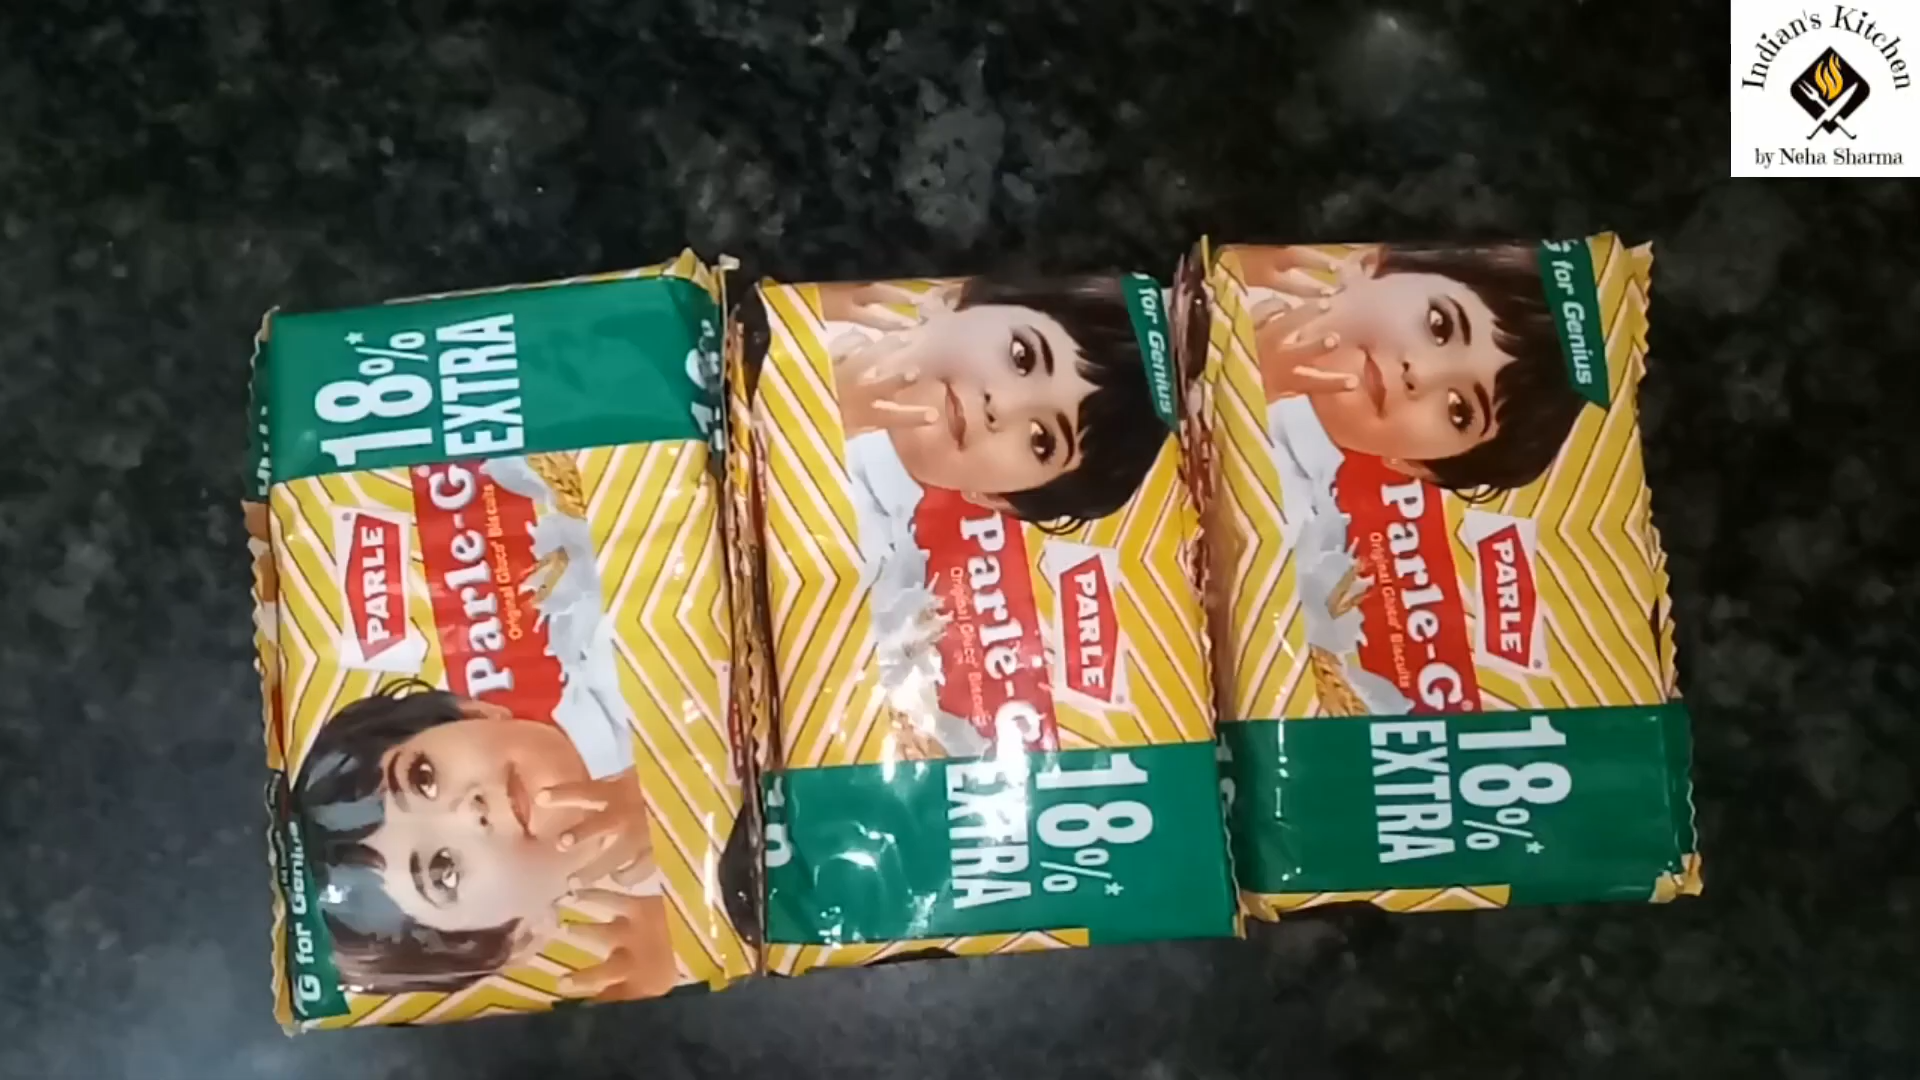 Indian's Kitchen
by Neha Sharma
18%*
EXTRA
PARLE
Parle-G
Original Gluco Biscuits
G for Genius
for Genius
Parle-G
Original Gluco Biscuits
PARLE
18%*
EXTRA
G for Genius
Parle-G
Original Gluco Biscuits
PARLE
18%*
EXTRA